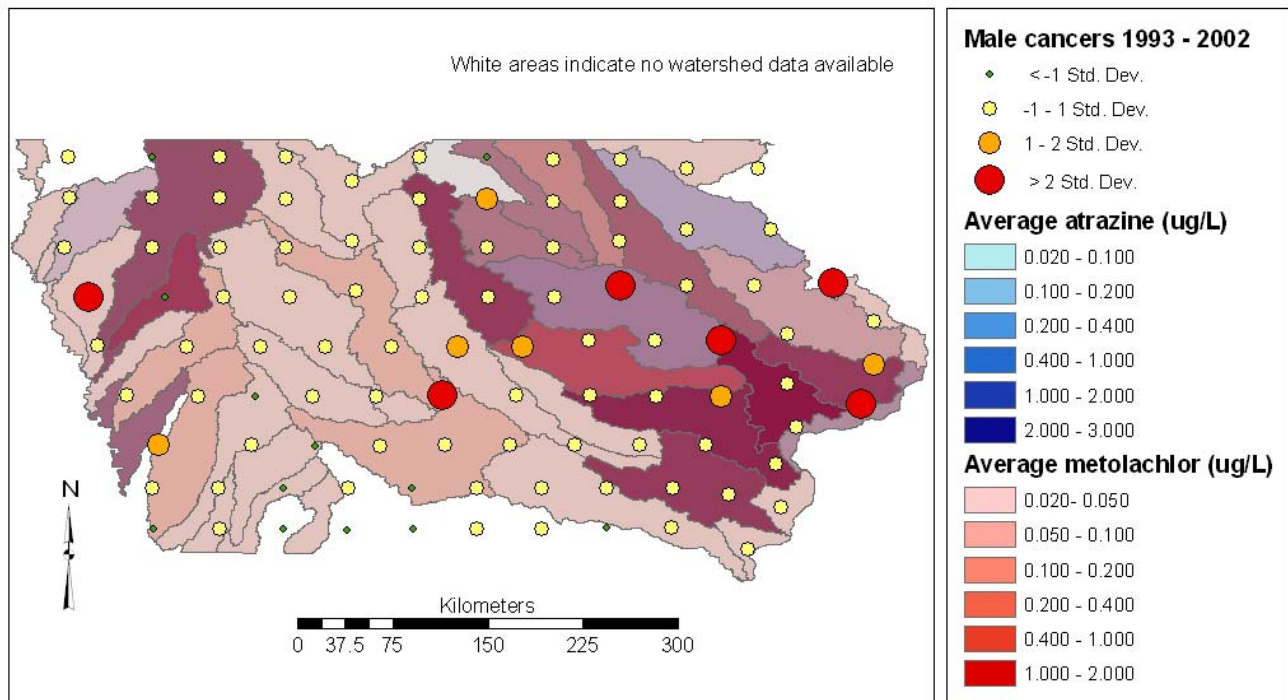 White areas indicate no watershed data available
N
Kilometers
0 37.5 75 150 225 300
Male cancers 1993 - 2002
< -1 Std. Dev.
-1 - 1 Std. Dev.
1 - 2 Std. Dev.
> 2 Std. Dev.
Average atrazine (ug/L)
0.020 - 0.100
0.100 - 0.200
0.200 - 0.400
0.400 - 1.000
1.000 - 2.000
2.000 - 3.000
Average metolachlor (ug/L)
0.020- 0.050
0.050 - 0.100
0.100 - 0.200
0.200 - 0.400
0.400 - 1.000
1.000 - 2.000